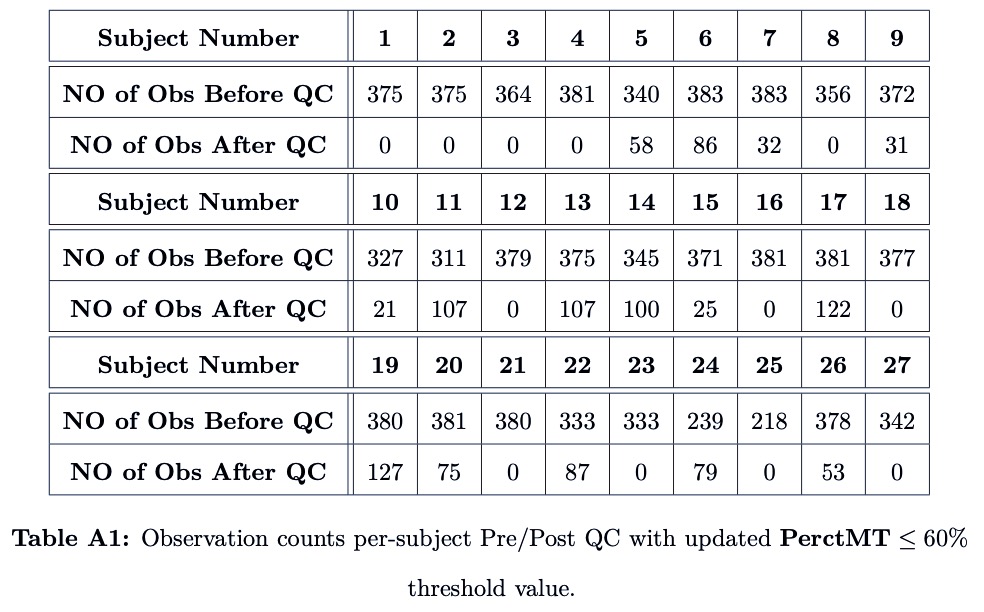 Subject Number 1 2 3 4 5 6 7 8 9
NO of Obs Before QC 375 375 364 381 340 383 383 356 372
NO of Obs After QC 0 0 0 0 58 86 32 0 31
Subject Number 10 11 12 13 14 15 16 17 18
NO of Obs Before QC 327 311 379 375 345 371 381 381 377
NO of Obs After QC 21 107 0 107 100 25 0 122 0
Subject Number 19 20 21 22 23 24 25 26 27
NO of Obs Before QC 380 381 380 333 333 239 218 378 342
NO of Obs After QC 127 75 0 87 0 79 0 53 0
Table A1: Observation counts per-subject Pre/Post QC with updated PerctMT ≤ 60%
threshold value.